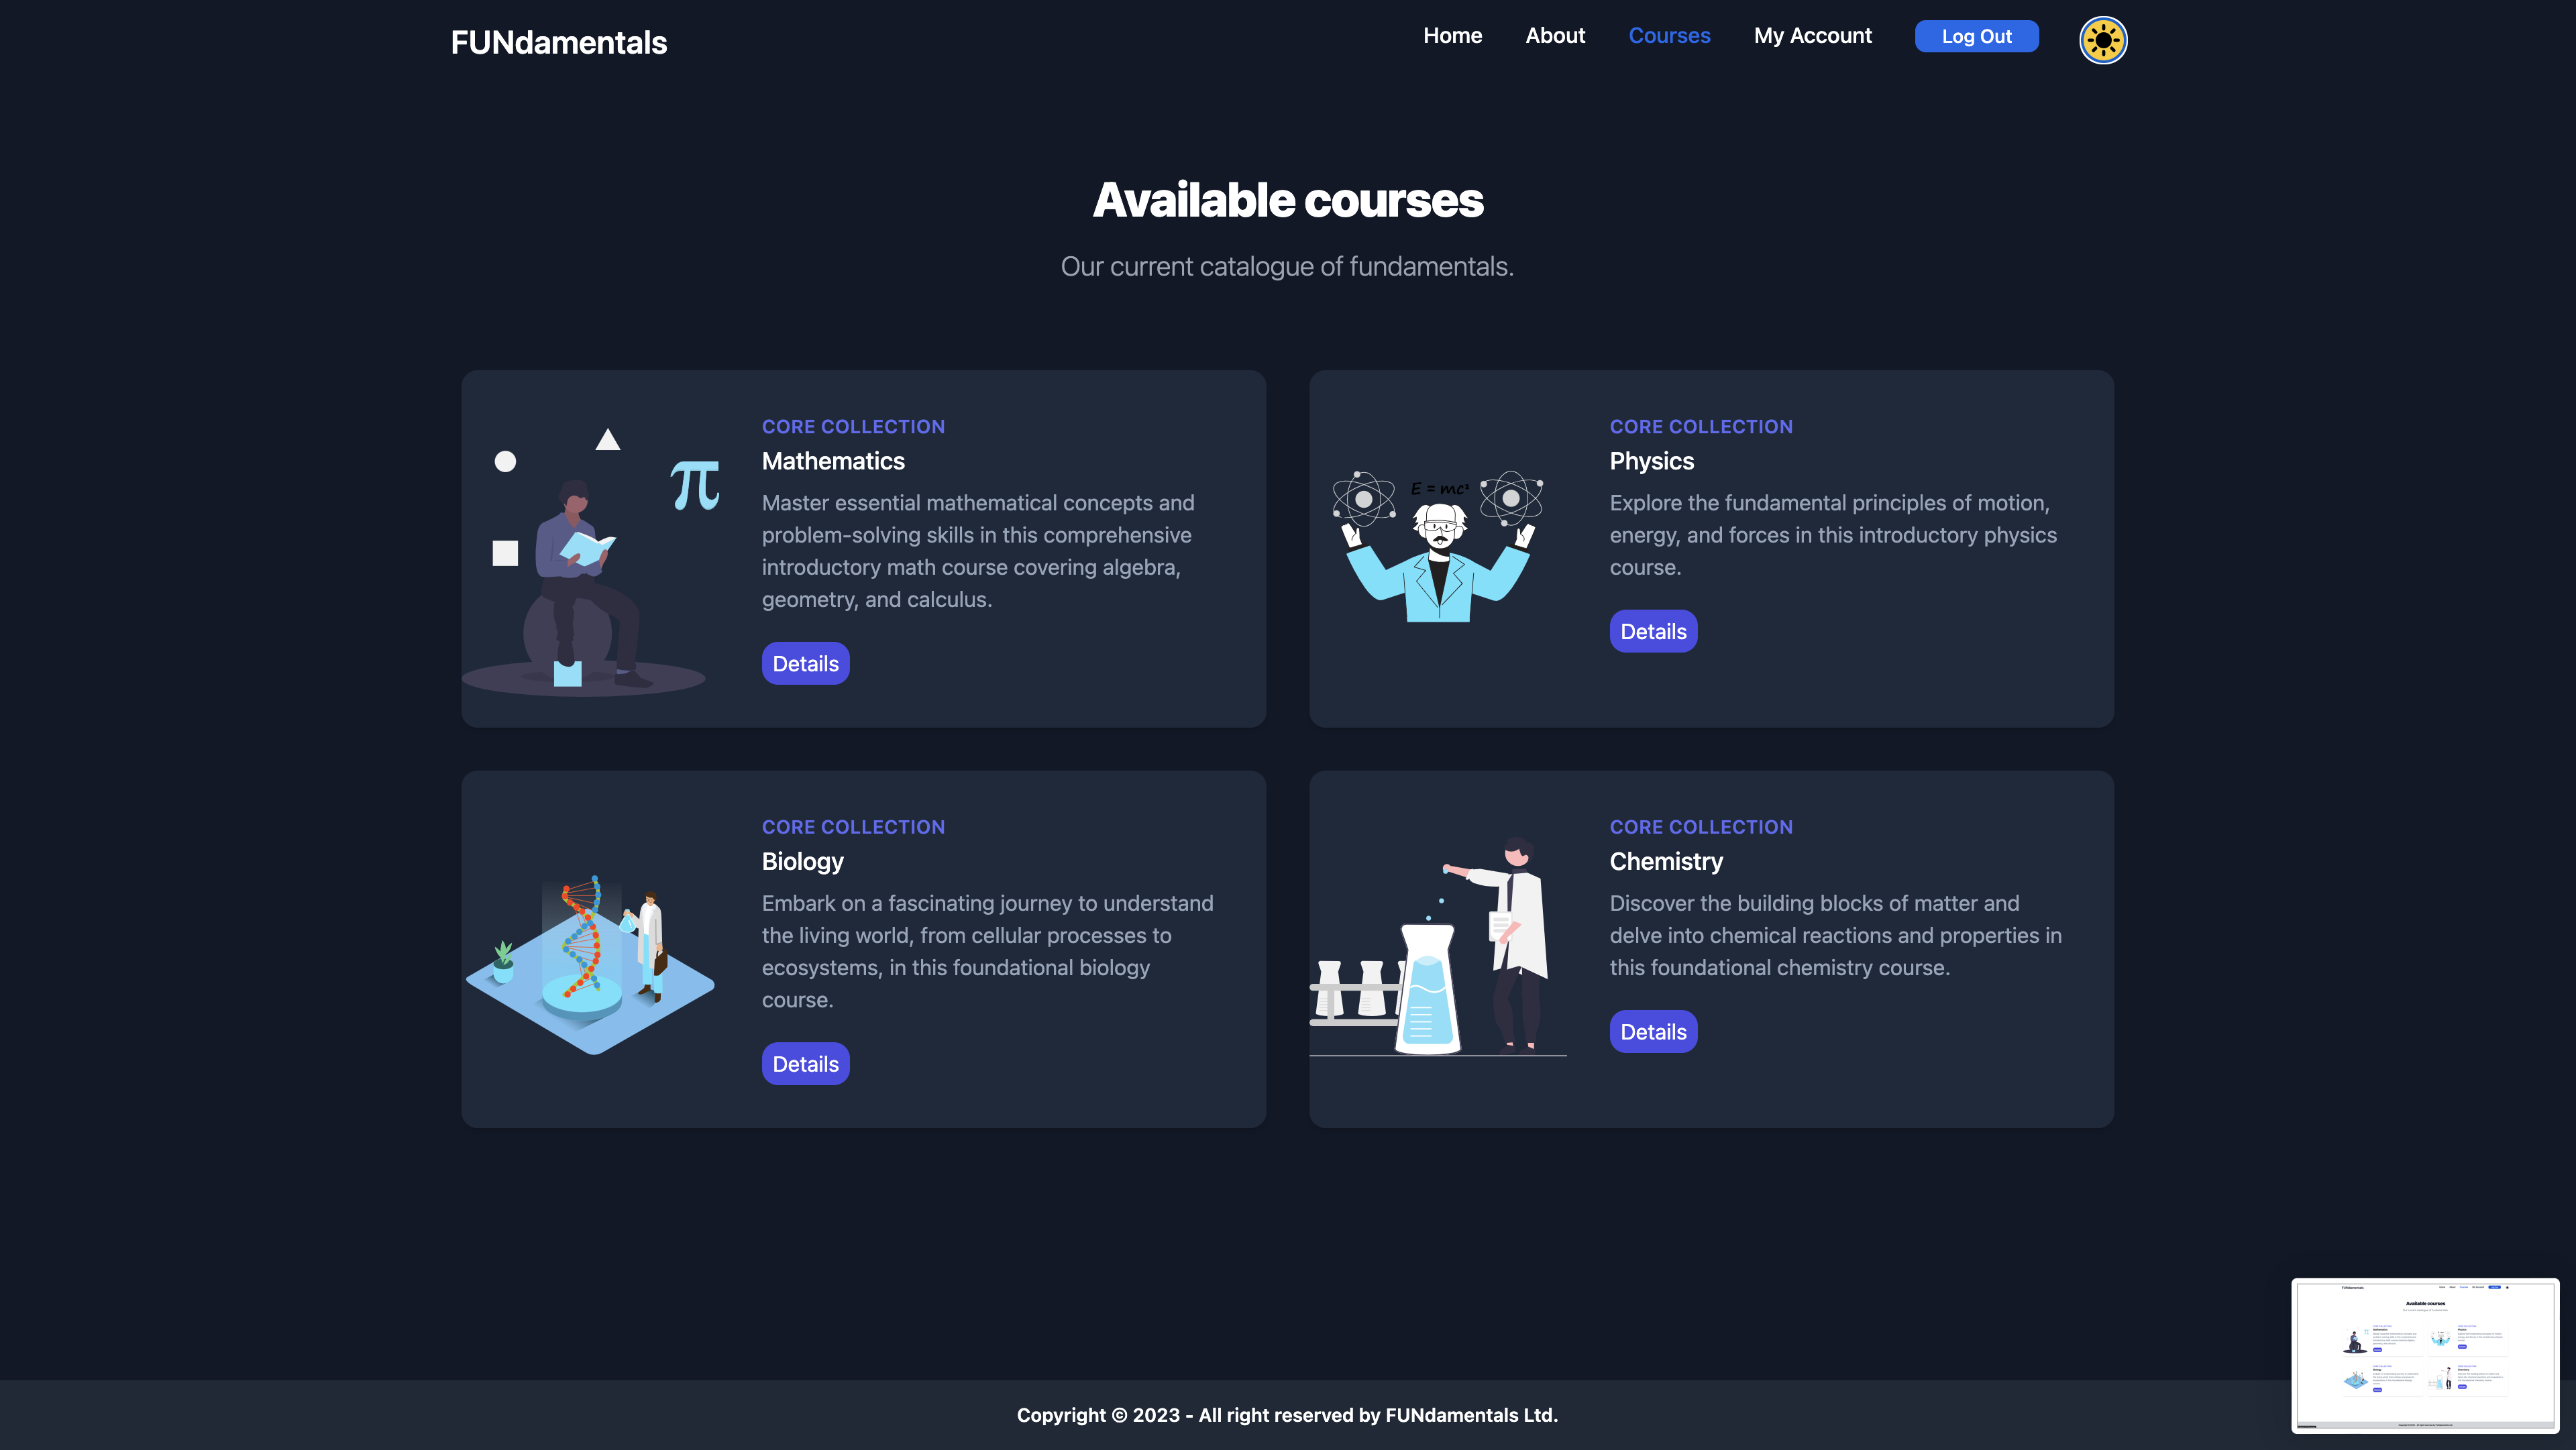 FUNdamentals
Home About Courses My Account Log Out
Available courses
Our current catalogue of fundamentals.
CORE COLLECTION
Mathematics
Master essential mathematical concepts and
problem-solving skills in this comprehensive
introductory math course covering algebra,
geometry, and calculus.
Details
π
CORE COLLECTION
Physics
Explore the fundamental principles of motion,
energy, and forces in this introductory physics
course.
Details
E = mc²
CORE COLLECTION
Biology
Embark on a fascinating journey to understand
the living world, from cellular processes to
ecosystems, in this foundational biology
course.
Details
CORE COLLECTION
Chemistry
Discover the building blocks of matter and
delve into chemical reactions and properties in
this foundational chemistry course.
Details
Copyright © 2023 - All right reserved by FUNdamentals Ltd.
FUNdamentals
Available courses